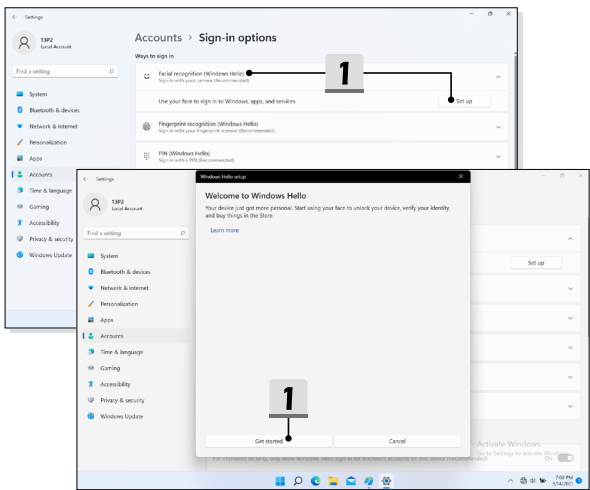 Settings
13P2
Local Account
Find a setting
System
Bluetooth & devices
Network & internet
Personalization
Apps
Accounts
Time & language
Gaming
Accessibility
Privacy & security
Windows Update
Accounts > Sign-in options
Ways to sign in
Facial recognition (Windows Hello)
Sign in with your camera (Recommended)
1
Use your face to sign in to Windows, apps, and services
Set up
Fingerprint recognition (Windows Hello)
Sign in with your fingerprint scanner (Recommended)
PIN (Windows Hello)
Sign in with a PIN (Recommended)
Settings
13P2
Local Account
Find a setting
System
Bluetooth & devices
Network & internet
Personalization
Apps
Accounts
Time & language
Gaming
Accessibility
Privacy & security
Windows Update
Windows Hello setup
Welcome to Windows Hello
Your device just got more personal. Start using your face to unlock your device, verify your identity,
and buy things in the Store.
Learn more
1
Get started
Cancel
Set up
Activate Windows
Go to Settings to activate
On
7:00 PM
5/14/2021